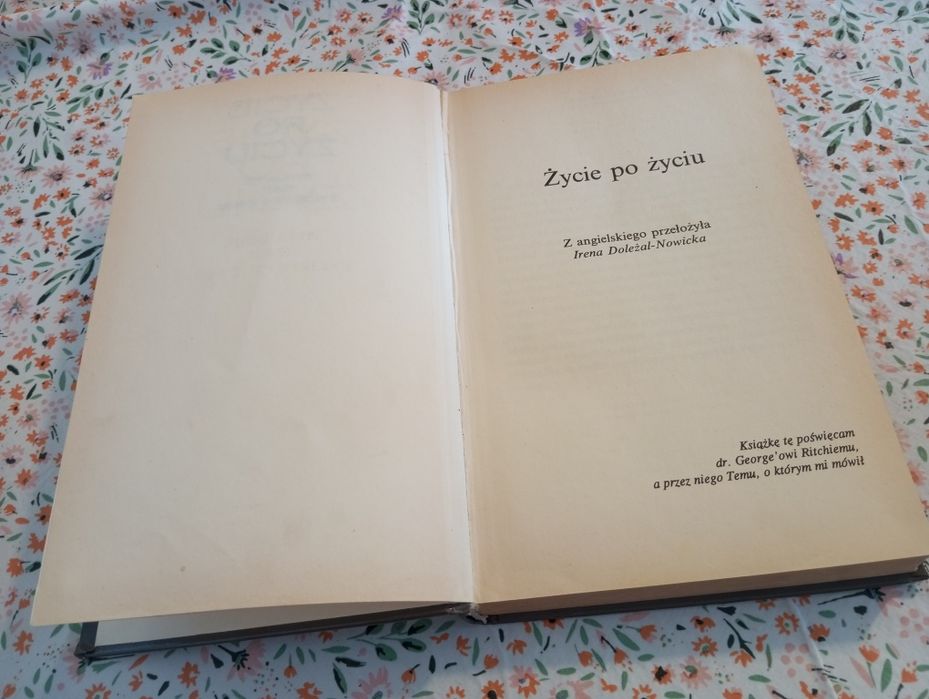 Życie po życiu
Z angielskiego przełożyła
Irena Doleżal-Nowicka
Książkę tę poświęcam
dr. George'owi Ritchiemu,
a przez niego Temu, o którym mi mówił